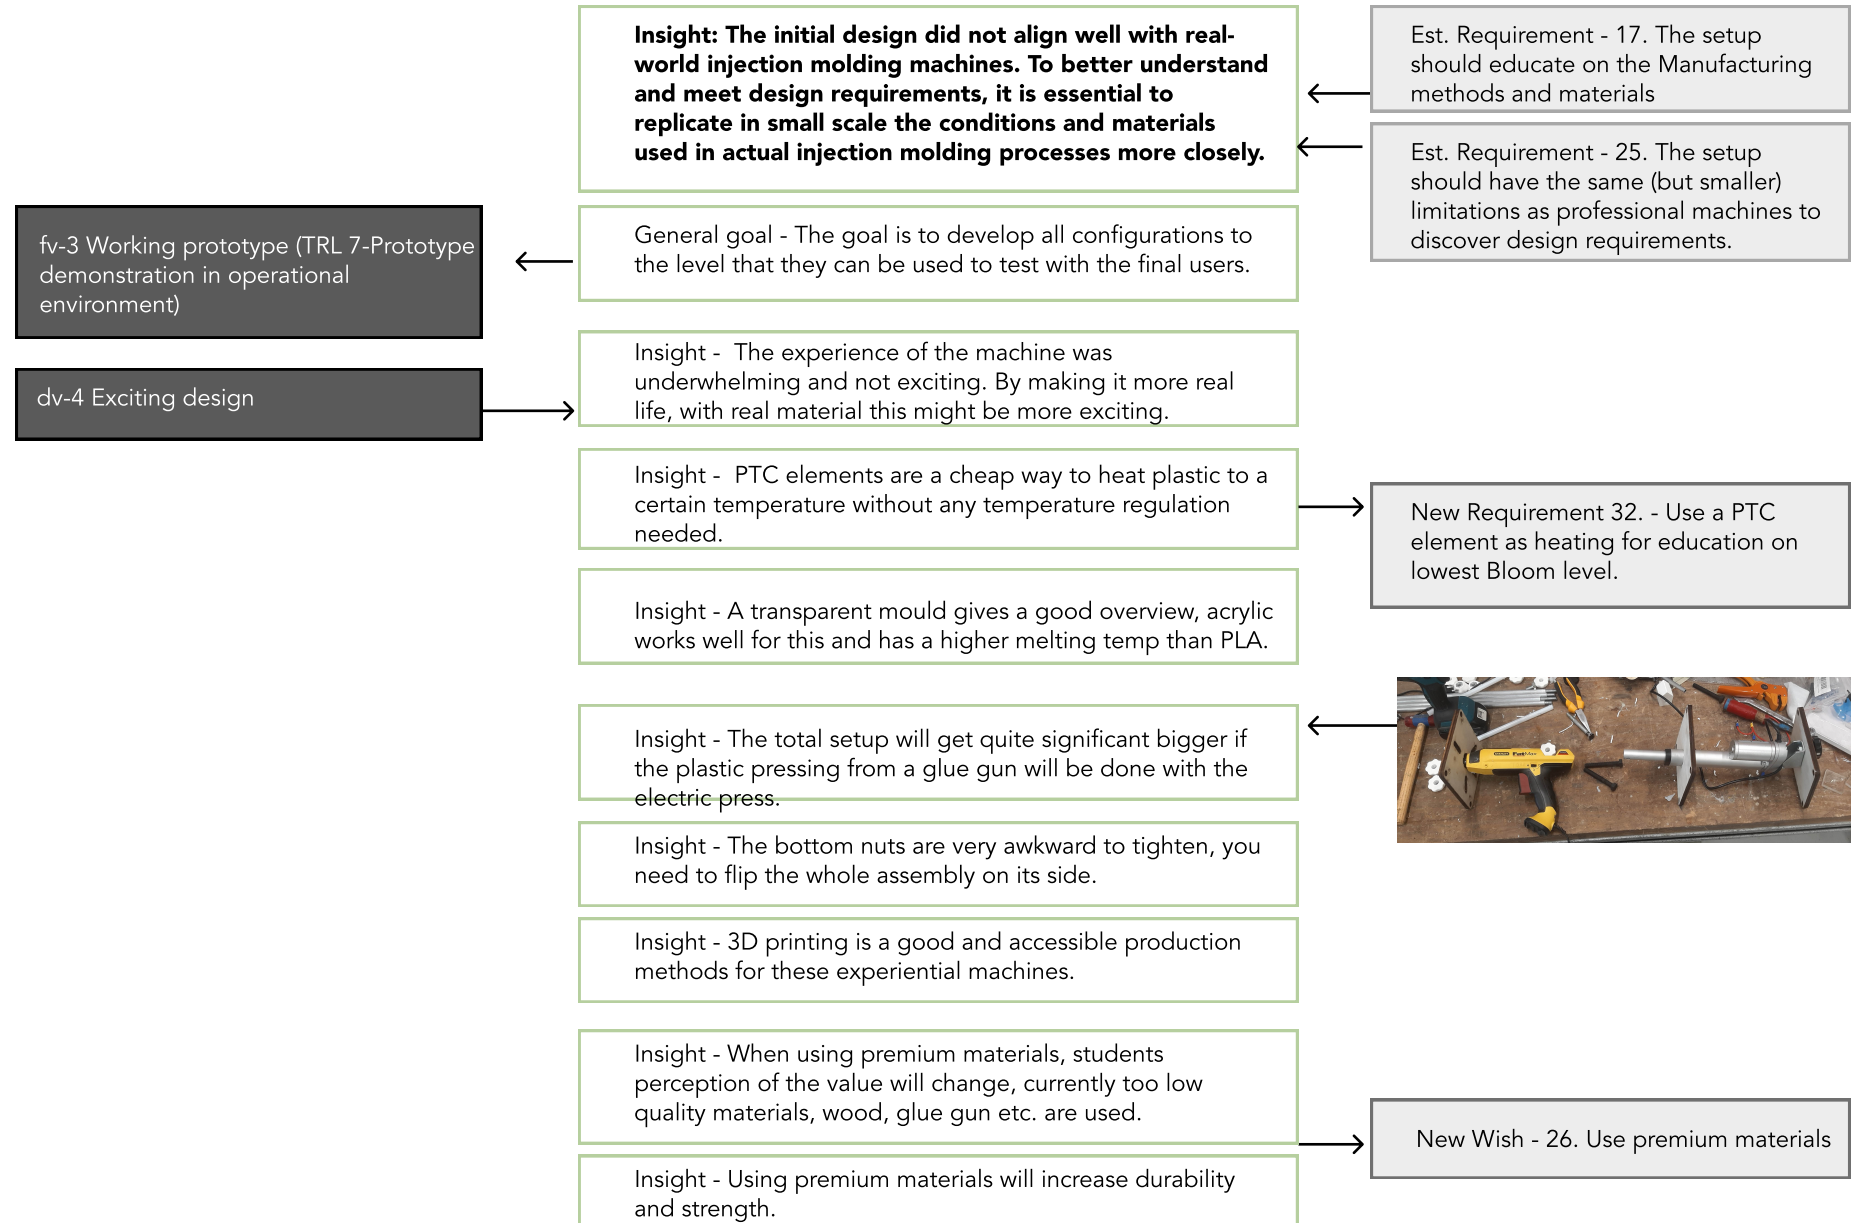 Insight: The initial design did not align well with real-
world injection molding machines. To better understand
and meet design requirements, it is essential to
replicate in small scale the conditions and materials
used in actual injection molding processes more closely.
Est. Requirement - 17. The setup
should educate on the Manufacturing
methods and materials
Est. Requirement - 25. The setup
should have the same (but smaller)
limitations as professional machines to
discover design requirements.
fv-3 Working prototype (TRL 7-Prototype
demonstration in operational
environment)
General goal - The goal is to develop all configurations to
the level that they can be used to test with the final users.
dv-4 Exciting design
Insight -  The experience of the machine was
underwhelming and not exciting. By making it more real
life, with real material this might be more exciting.
Insight -  PTC elements are a cheap way to heat plastic to a
certain temperature without any temperature regulation
needed.
New Requirement 32. - Use a PTC
element as heating for education on
lowest Bloom level.
Insight - A transparent mould gives a good overview, acrylic
works well for this and has a higher melting temp than PLA.
Insight - The total setup will get quite significant bigger if
the plastic pressing from a glue gun will be done with the
electric press.
Insight - The bottom nuts are very awkward to tighten, you
need to flip the whole assembly on its side.
Insight - 3D printing is a good and accessible production
methods for these experiential machines.
Insight - When using premium materials, students
perception of the value will change, currently too low
quality materials, wood, glue gun etc. are used.
New Wish - 26. Use premium materials
Insight - Using premium materials will increase durability
and strength.